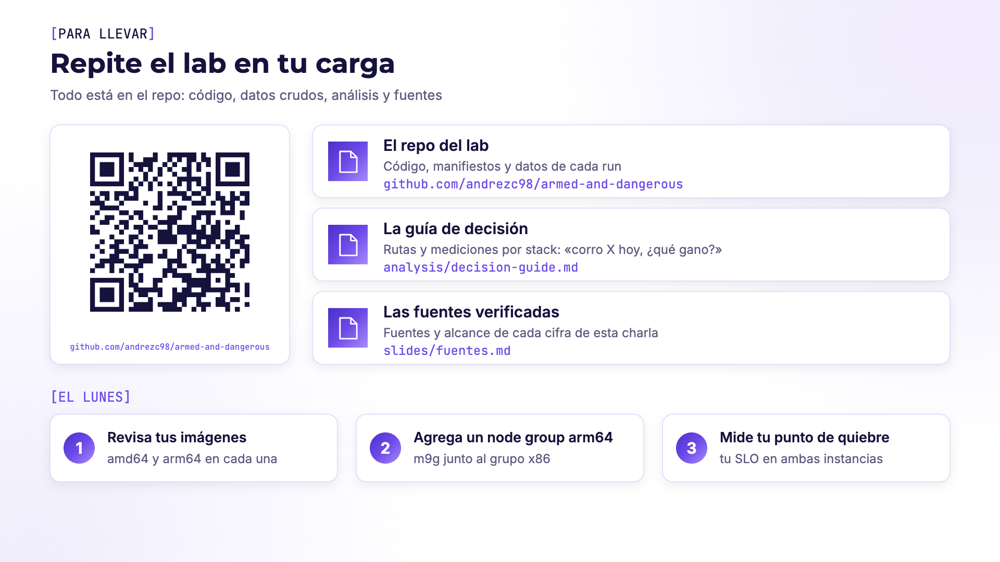 [PARA LLEVAR]
Repite el lab en tu carga
Todo está en el repo: código, datos crudos, análisis y fuentes
github.com/andrezc98/armed-and-dangerous
El repo del lab
Código, manifiestos y datos de cada run
github.com/andrezc98/armed-and-dangerous
La guía de decisión
Rutas y mediciones por stack: «corro X hoy, ¿qué gano?»
analysis/decision-guide.md
Las fuentes verificadas
Fuentes y alcance de cada cifra de esta charla
slides/fuentes.md
[EL LUNES]
1
Revisa tus imágenes
amd64 y arm64 en cada una
2
Agrega un node group arm64
m9g junto al grupo x86
3
Mide tu punto de quiebre
tu SLO en ambas instancias